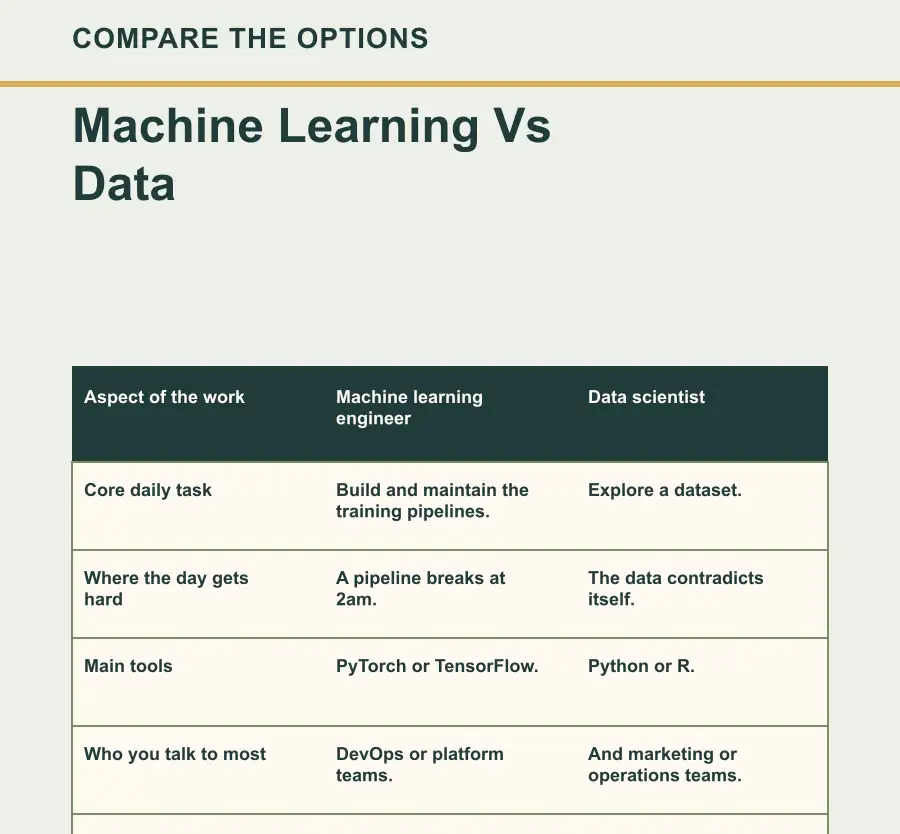 COMPARE THE OPTIONS
Machine Learning Vs
Data
Aspect of the work
Machine learning
engineer
Data scientist
Core daily task
Build and maintain the
training pipelines.
Explore a dataset.
Where the day gets
hard
A pipeline breaks at
2am.
The data contradicts
itself.
Main tools
PyTorch or TensorFlow.
Python or R.
Who you talk to most
DevOps or platform
teams.
And marketing or
operations teams.